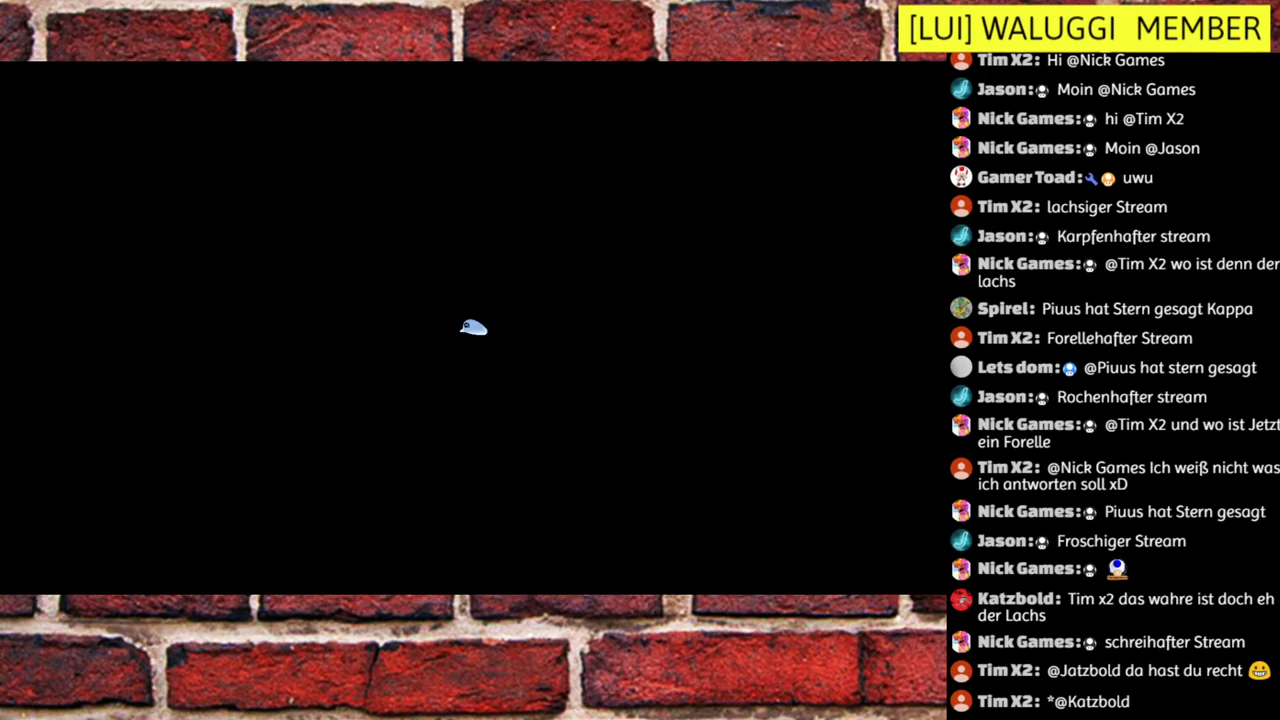 [LUI] WALUGGI MEMBER
Tim X2: Hi @Nick Games
Jason: Moin @Nick Games
Nick Games: hi @Tim X2
Nick Games: Moin @Jason
Gamer Toad: uwu
Tim X2: lachsiger Stream
Jason: Karpfenhafter stream
Nick Games: @Tim X2 wo ist denn der
lachs
Spirel: Piuus hat Stern gesagt Kappa
Tim X2: Forellehafter Stream
Lets dom: @Piuus hat stern gesagt
Jason: Rochenhafter stream
Nick Games: @Tim X2 und wo ist Jetzt
ein Forelle
Tim X2: @Nick Games Ich weiß nicht was
ich antworten soll xD
Nick Games: Piuus hat Stern gesagt
Jason: Froschiger Stream
Nick Games:
Katzbold: Tim x2 das wahre ist doch eh
der Lachs
Nick Games: schreihafter Stream
Tim X2: @Jatzbold da hast du recht 😀
Tim X2: *@Katzbold